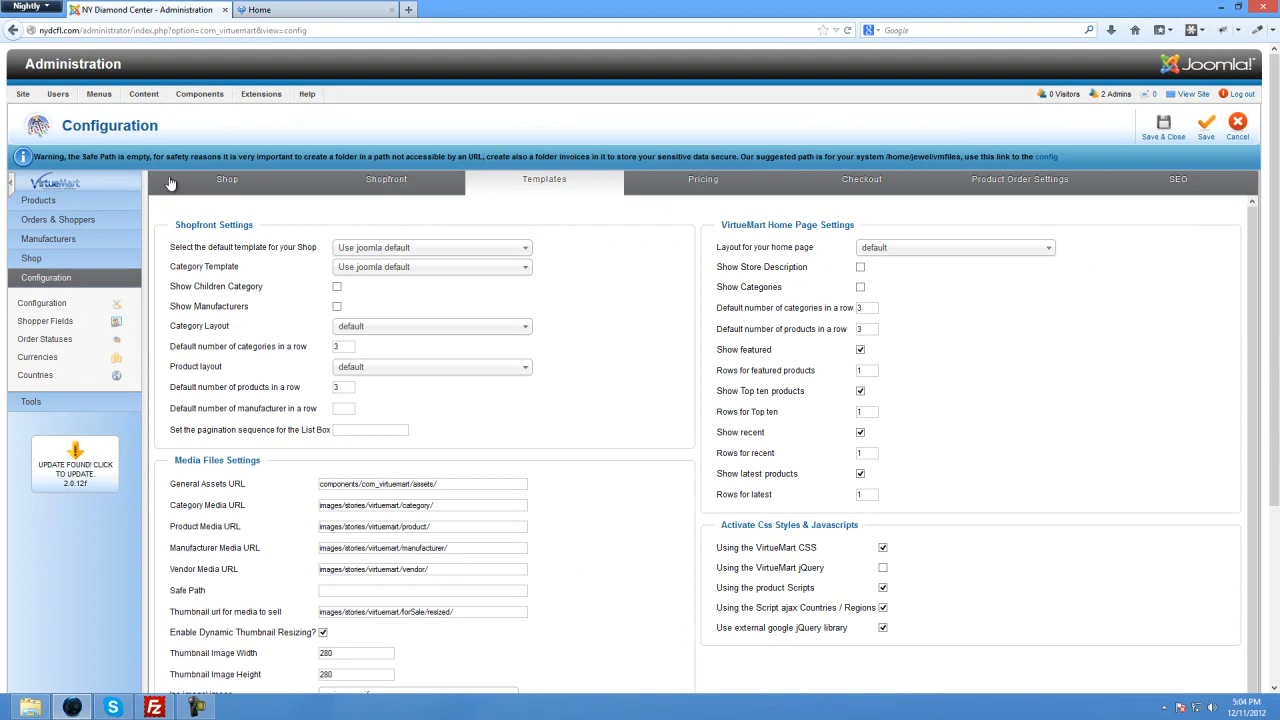 Nightly
NY Diamond Center - Administration
Home
nydcfl.com/administrator/index.php?option=com_virtuemart&view=config
Google
Administration
Joomla!
Site Users Menus Content Components Extensions Help
0 Visitors 2 Admins 0 View Site Log out
Configuration
Save & Close Save Cancel
Warning, the Safe Path is empty, for safety reasons it is very important to create a folder in a path not accessible by an URL, create also a folder invoices in it to store your sensitive data secure. Our suggested path is for your system /home/jewel/vmfiles, use this link to the config
VirtueMart
Products
Orders & Shoppers
Manufacturers
Shop
Configuration
Configuration
Shopper Fields
Order Statuses
Currencies
Countries
Tools
UPDATE FOUND! CLICK
TO UPDATE.
2.0.12f
Shop Shopfront Templates Pricing Checkout Product Order Settings SEO
Shopfront Settings
Select the default template for your Shop Use joomla default
Category Template Use joomla default
Show Children Category
Show Manufacturers
Category Layout default
Default number of categories in a row 3
Product layout default
Default number of products in a row 3
Default number of manufacturer in a row
Set the pagination sequence for the List Box
Media Files Settings
General Assets URL components/com_virtuemart/assets/
Category Media URL images/stories/virtuemart/category/
Product Media URL images/stories/virtuemart/product/
Manufacturer Media URL images/stories/virtuemart/manufacturer/
Vendor Media URL images/stories/virtuemart/vendor/
Safe Path
Thumbnail url for media to sell images/stories/virtuemart/forSale/resized/
Enable Dynamic Thumbnail Resizing?
Thumbnail Image Width 280
Thumbnail Image Height 280
VirtueMart Home Page Settings
Layout for your home page default
Show Store Description
Show Categories
Default number of categories in a row 3
Default number of products in a row 3
Show featured
Rows for featured products 1
Show Top ten products
Rows for Top ten 1
Show recent
Rows for recent 1
Show latest products
Rows for latest 1
Activate Css Styles & Javascripts
Using the VirtueMart CSS
Using the VirtueMart jQuery
Using the product Scripts
Using the Script ajax Countries / Regions
Use external google jQuery library
5:04 PM
12/11/2012